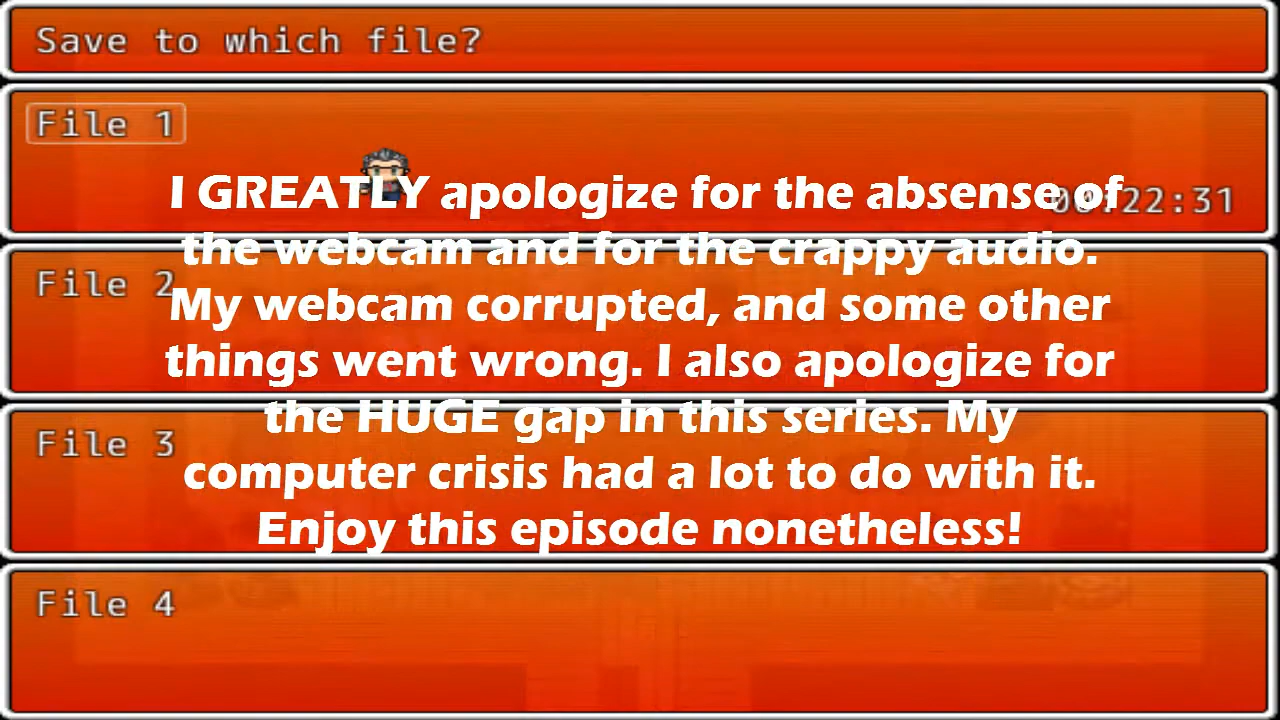 Save to which file?
File 1
I GREATLY apologize for the absense of
:22:31
the webcam and for the crappy audio.
File 2
My webcam corrupted, and some other
things went wrong. I also apologize for
the HUGE gap in this series. My
File 3
computer crisis had a lot to do with it.
Enjoy this episode nonetheless!
File 4